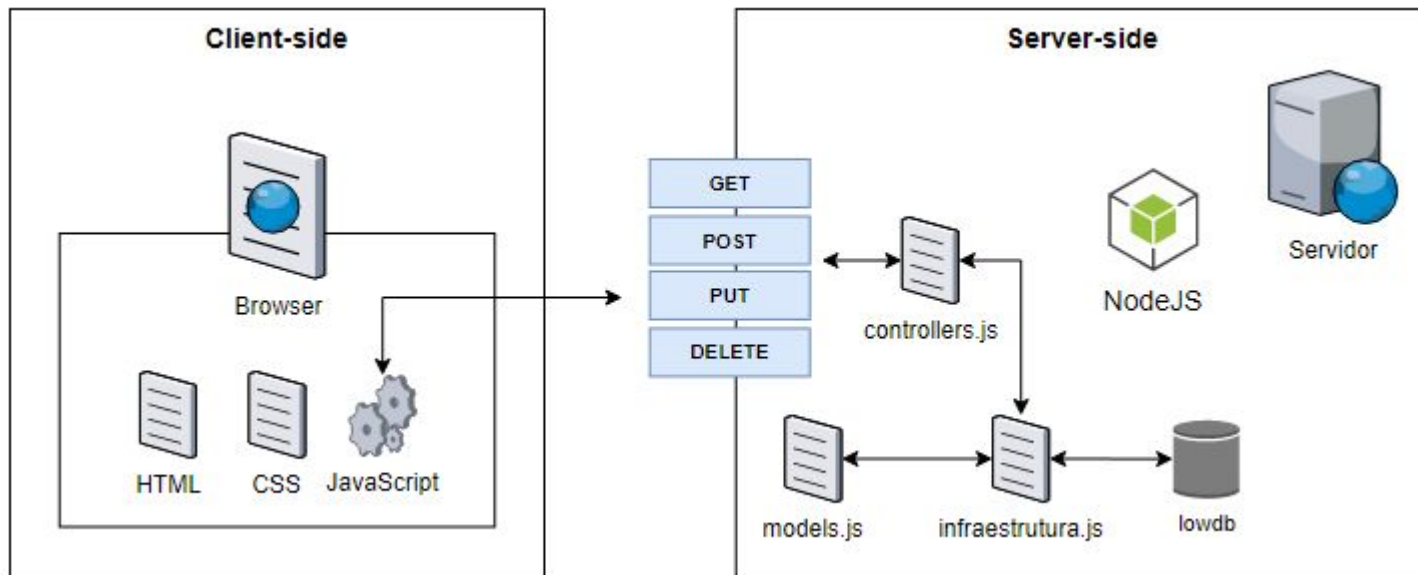 Client-side
Browser
HTML
CSS
JavaScript
Server-side
GET
POST
PUT
DELETE
controllers.js
NodeJS
Servidor
models.js
infraestrutura.js
lowdb